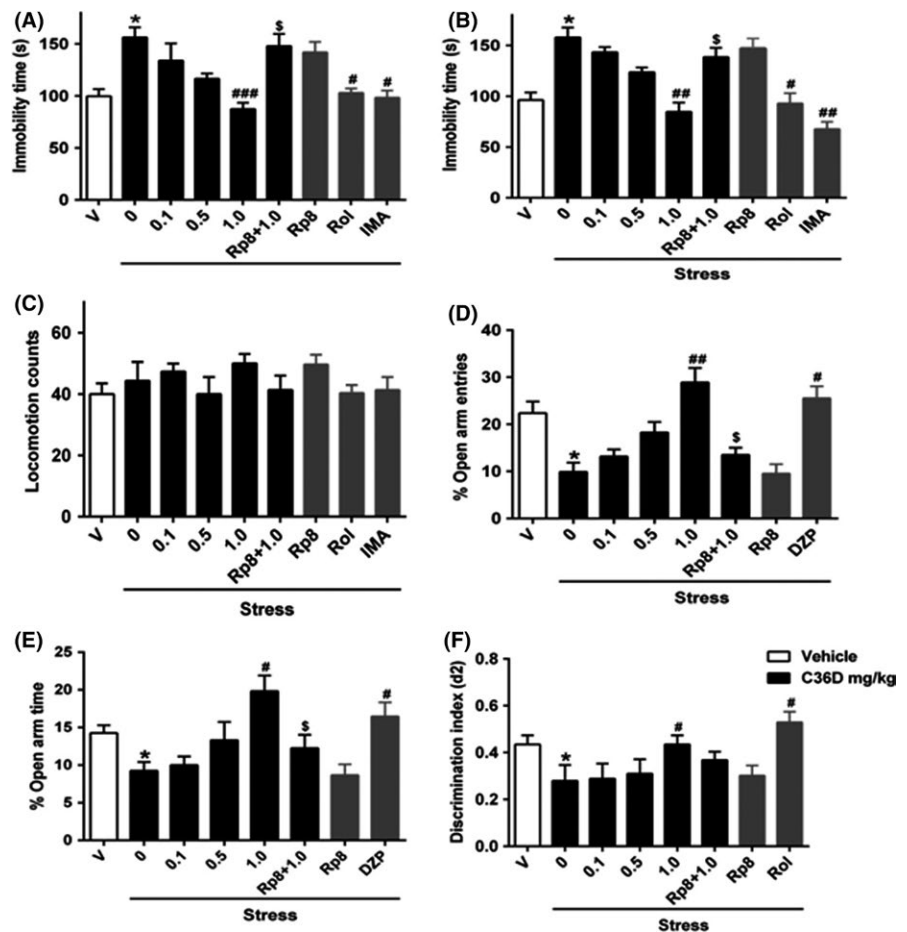 (A)
Immobility time (s)
150
100
50
0
*
###
$
#
#
V
0
0.1
0.5
1.0
Rp8+1.0
Rp8
Rol
IMA
(B)
Immobility time (s)
150
100
50
0
*
##
$
#
##
V
0
0.1
0.5
1.0
Rp8+1.0
Rp8
Rol
IMA
Stress
(C)
Locomotion counts
60
40
20
0
V
0
0.1
0.5
1.0
Rp8+1.0
Rp8
Rol
IMA
Stress
(D)
% Open arm entries
40
30
20
10
0
*
##
$
#
V
0
0.1
0.5
1.0
Rp8+1.0
Rp8
DZP
Stress
(E)
% Open arm time
25
20
15
10
5
0
*
#
$
#
V
0
0.1
0.5
1.0
Rp8+1.0
Rp8
DZP
Stress
(F)
Discrimination index (d2)
0.8
0.6
0.4
0.2
0.0
*
#
#
Vehicle
C36D mg/kg
V
0
0.1
0.5
1.0
Rp8+1.0
Rp8
Rol
Stress